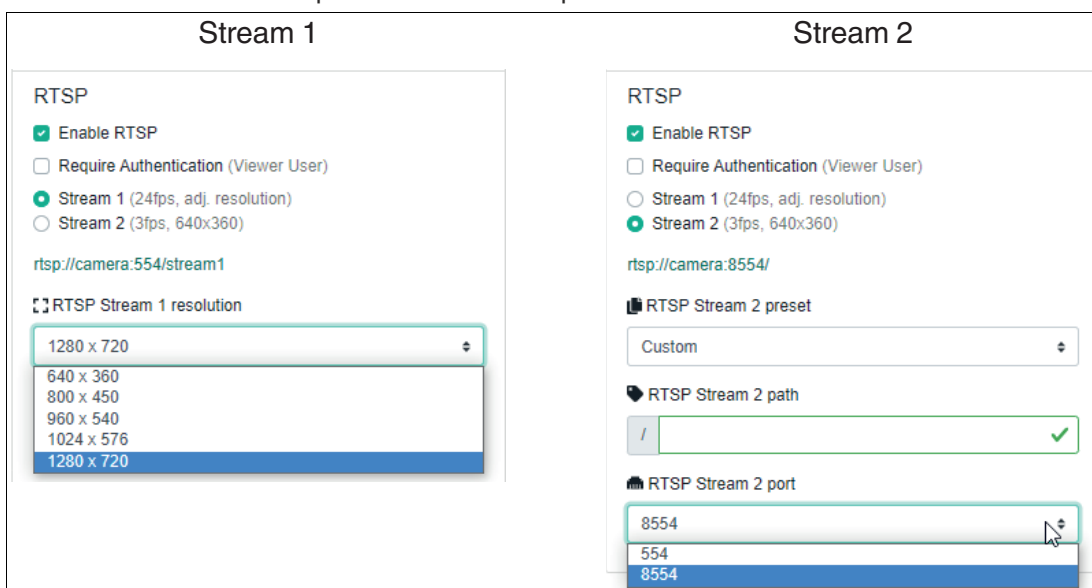 Stream 1
RTSP
Enable RTSP
Require Authentication (Viewer User)
Stream 1 (24fps, adj. resolution)
Stream 2 (3fps, 640x360)
rtsp://camera:554/stream1
RTSP Stream 1 resolution
1280 x 720
640 x 360
800 x 450
960 x 540
1024 x 576
1280 x 720
Stream 2
RTSP
Enable RTSP
Require Authentication (Viewer User)
Stream 1 (24fps, adj. resolution)
Stream 2 (3fps, 640x360)
rtsp://camera:8554/
RTSP Stream 2 preset
Custom
RTSP Stream 2 path
/
RTSP Stream 2 port
8554
554
8554